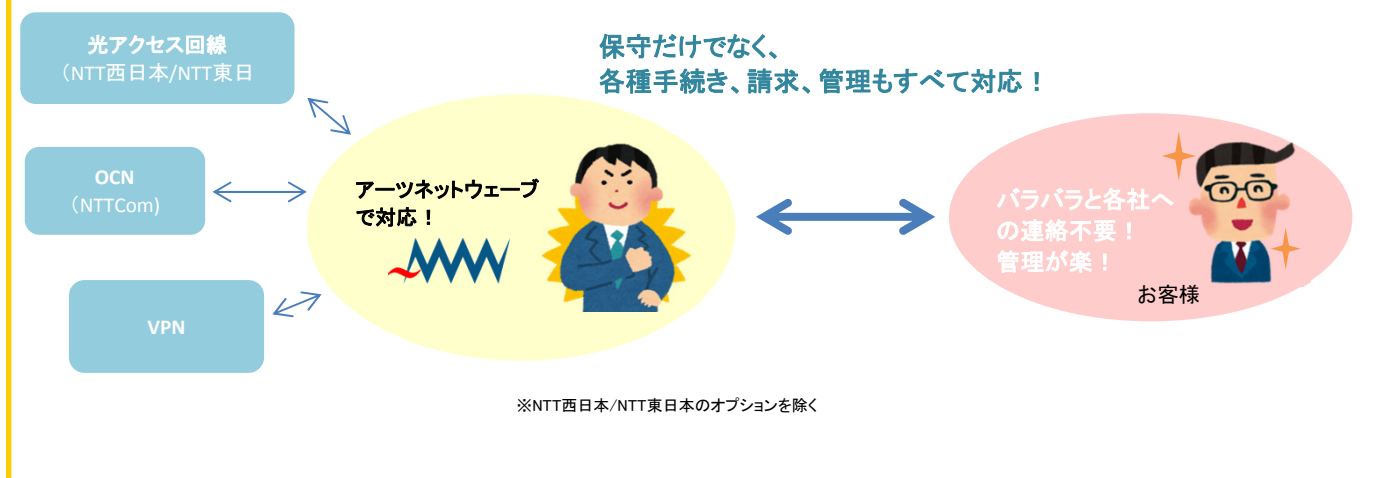 光アクセス回線
（NTT西日本/NTT東日
保守だけでなく、
各種手続き、請求、管理もすべて対応！
OCN
（NTTCom)
アーツネットウェーブ
で対応！
バラバラと各社へ
の連絡不要！
管理が楽！
お客様
VPN
※NTT西日本/NTT東日本のオプションを除く